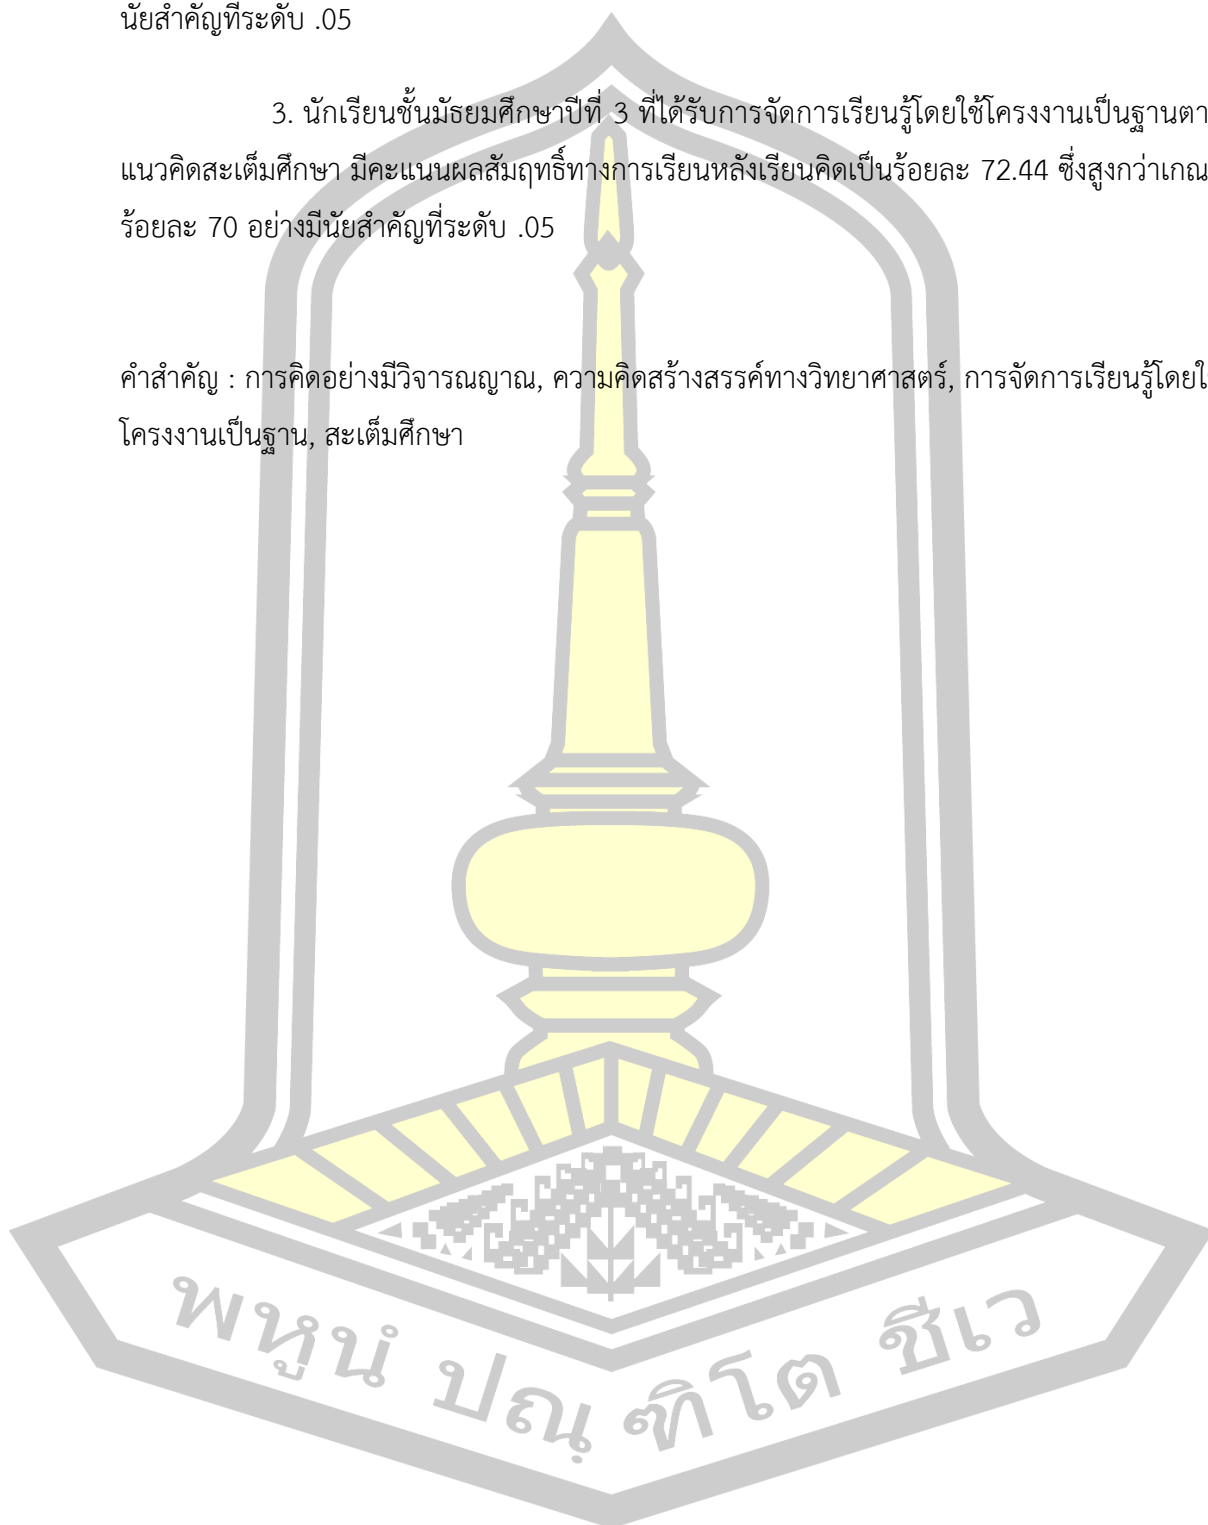 นัยสำคัญที่ระดับ .05
3. นักเรียนชั้นมัธยมศึกษาปีที่ 3 ที่ได้รับการจัดการเรียนรู้โดยใช้โครงงานเป็นฐานตา
แนวคิดสะเต็มศึกษา มีคะแนนผลสัมฤทธิ์ทางการเรียนหลังเรียนคิดเป็นร้อยละ 72.44 ซึ่งสูงกว่าเกณ
ร้อยละ 70 อย่างมีนัยสำคัญที่ระดับ .05
คำสำคัญ : การคิดอย่างมีวิจารณญาณ, ความคิดสร้างสรรค์ทางวิทยาศาสตร์, การจัดการเรียนรู้โดยใ
โครงงานเป็นฐาน, สะเต็มศึกษา
พหูนํ ปณฺฑิโต ชีเว